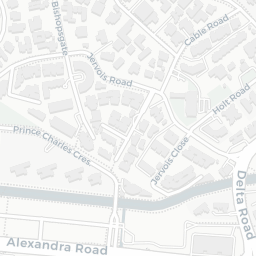 Bishopsgate
Cable Road
Jervois Road
Holt Road
Prince Charles Cres.
Jervois Close
Delta Road
Alexandra Road